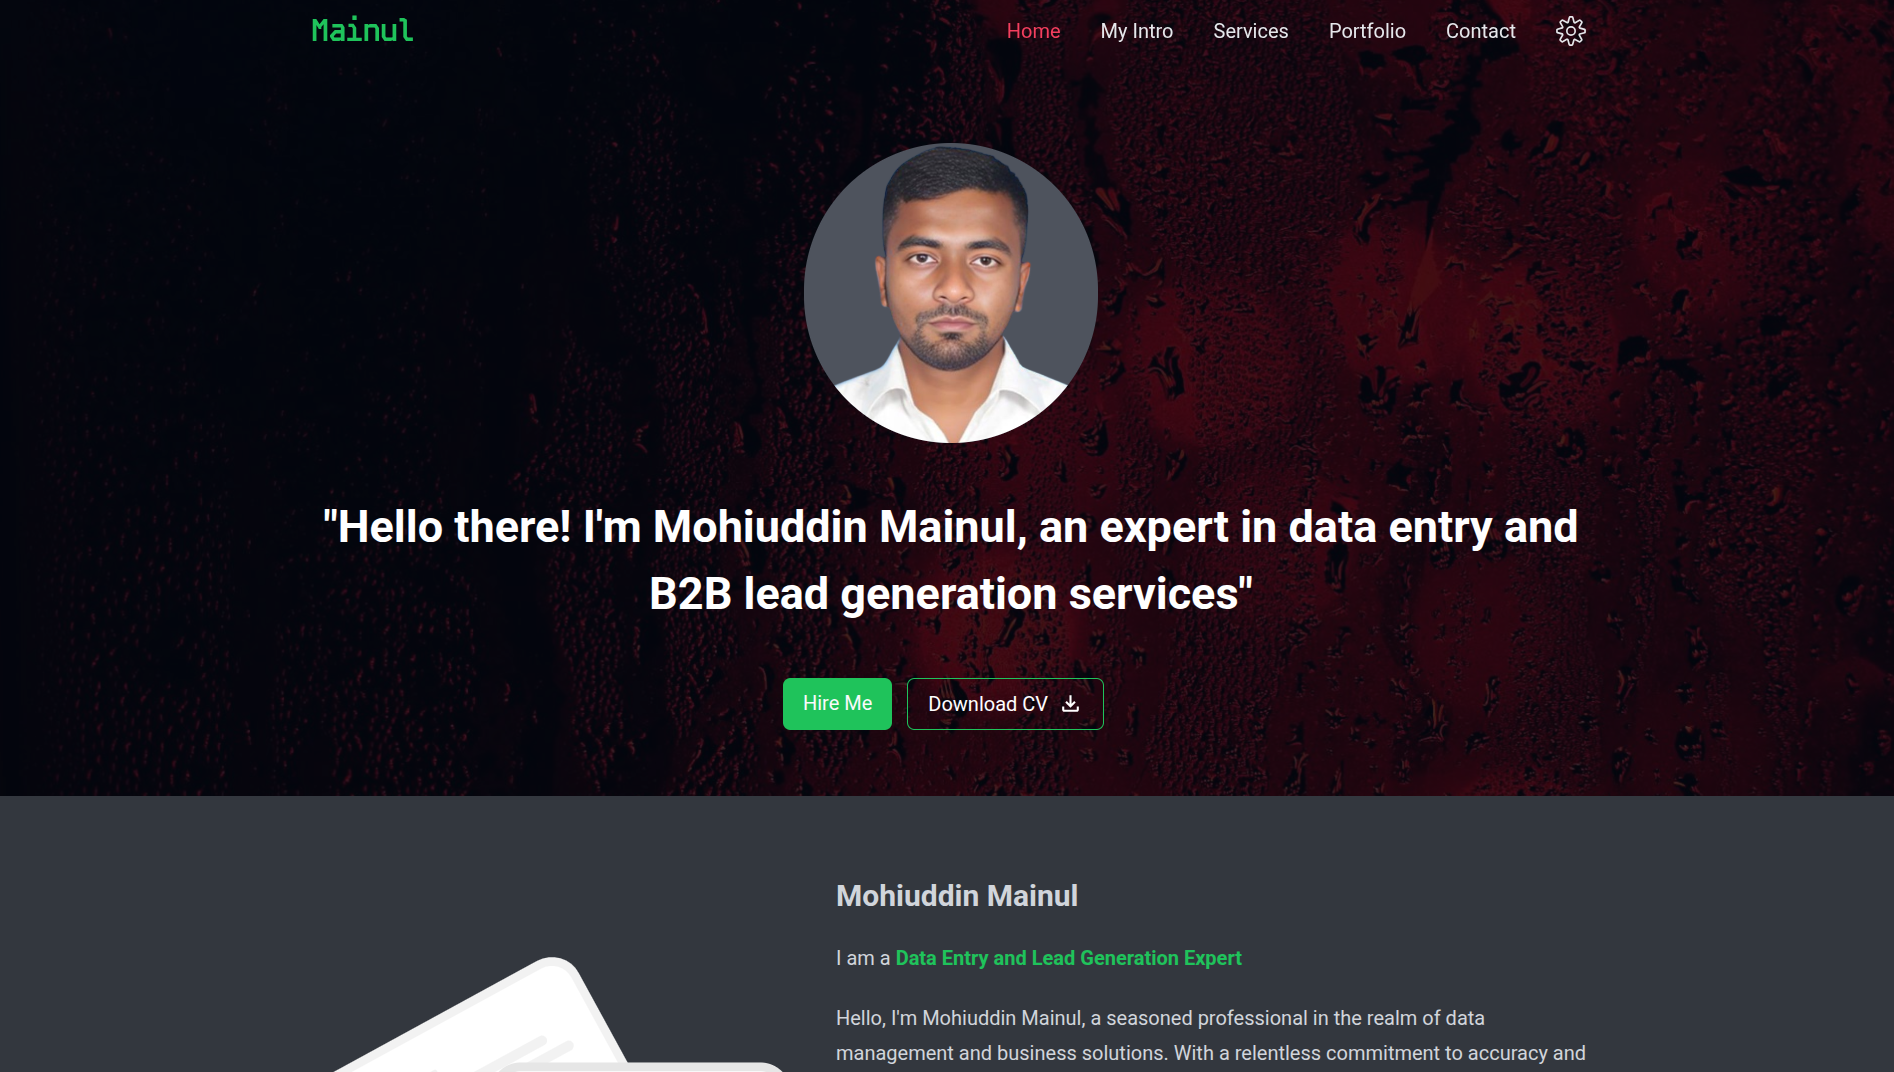 Mainul
Home My Intro Services Portfolio Contact
"Hello there! I'm Mohiuddin Mainul, an expert in data entry and
B2B lead generation services"
Hire Me
Download CV
Mohiuddin Mainul
I am a Data Entry and Lead Generation Expert
Hello, I'm Mohiuddin Mainul, a seasoned professional in the realm of data
management and business solutions. With a relentless commitment to accuracy and